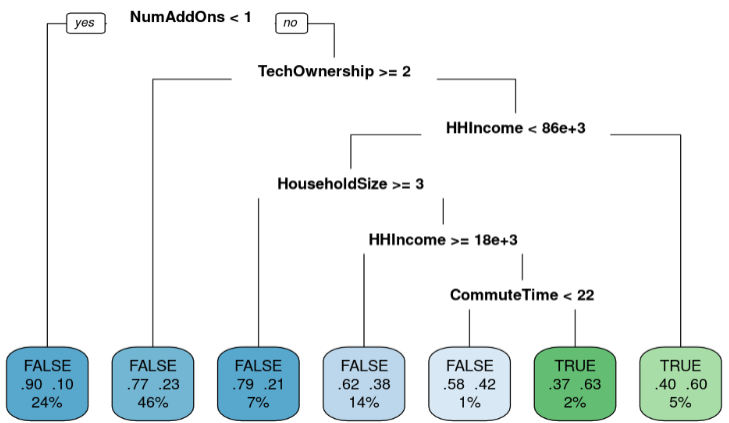 yes NumAddOns < 1 no
TechOwnership >= 2
HHIncome < 86e+3
HouseholdSize >= 3
HHIncome >= 18e+3
CommuteTime < 22
FALSE FALSE FALSE FALSE FALSE TRUE TRUE
.90 .10 .77 .23 .79 .21 .62 .38 .58 .42 .37 .63 .40 .60
24% 46% 7% 14% 1% 2% 5%